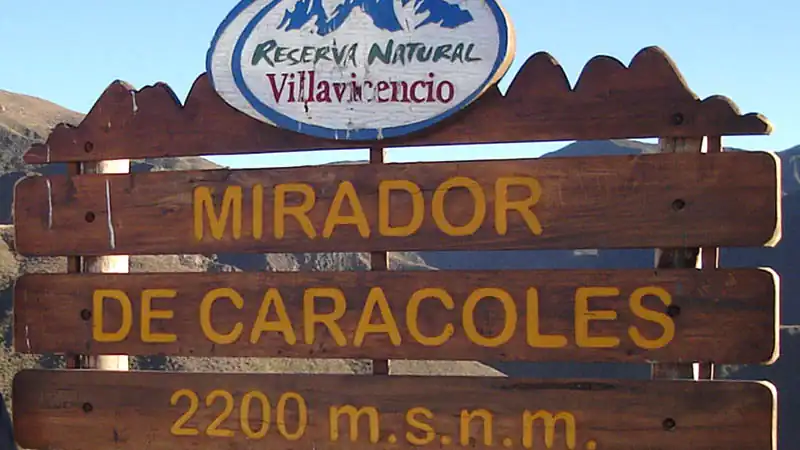 Reserva Natural
Villavicencio
MIRADOR
DE CARACOLES
2200 m.s.n.m.